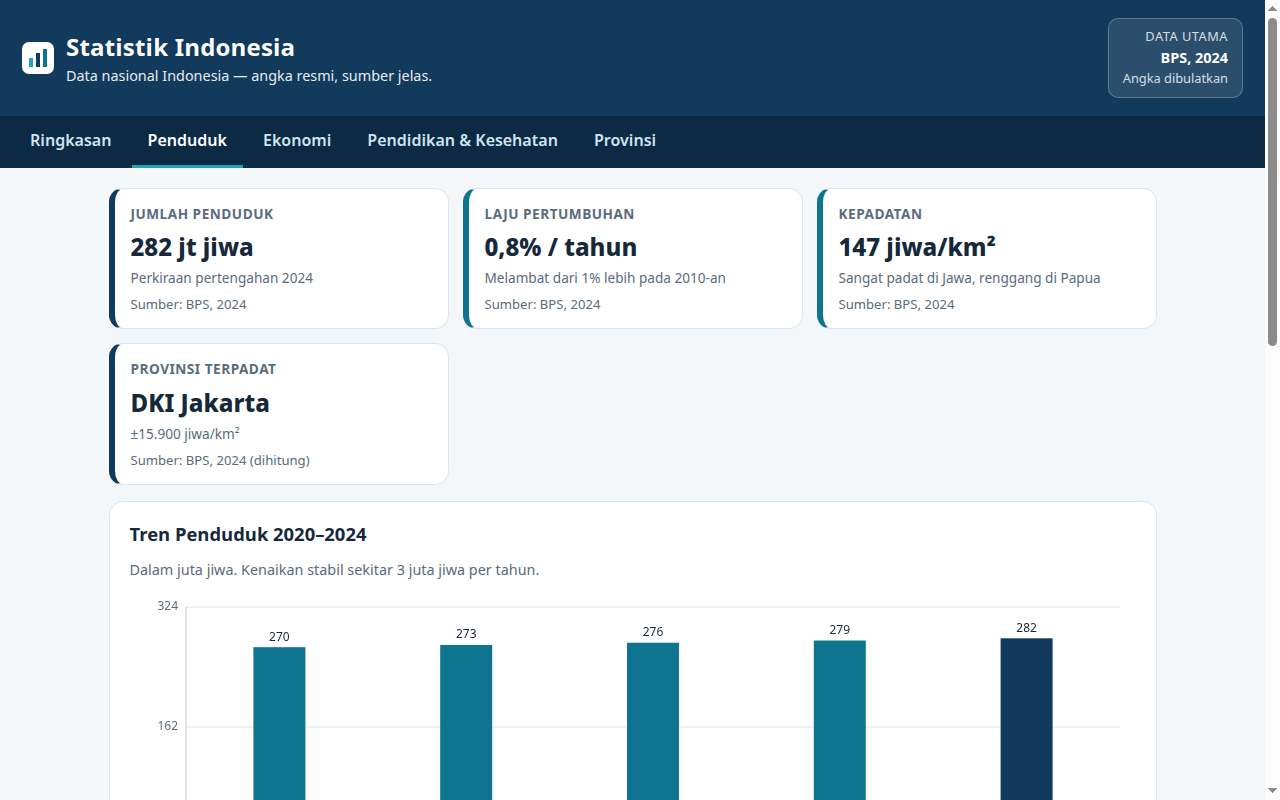 Statistik Indonesia
Data nasional Indonesia — angka resmi, sumber jelas.
DATA UTAMA
BPS, 2024
Angka dibulatkan
Ringkasan
Penduduk
Ekonomi
Pendidikan & Kesehatan
Provinsi
JUMLAH PENDUDUK
282 jt jiwa
Perkiraan pertengahan 2024
Sumber: BPS, 2024
LAJU PERTUMBUHAN
0,8% / tahun
Melambat dari 1% lebih pada 2010-an
Sumber: BPS, 2024
KEPADATAN
147 jiwa/km²
Sangat padat di Jawa, renggang di Papua
Sumber: BPS, 2024
PROVINSI TERPADAT
DKI Jakarta
±15.900 jiwa/km²
Sumber: BPS, 2024 (dihitung)
Tren Penduduk 2020–2024
Dalam juta jiwa. Kenaikan stabil sekitar 3 juta jiwa per tahun.
324
270
273
276
279
282
162